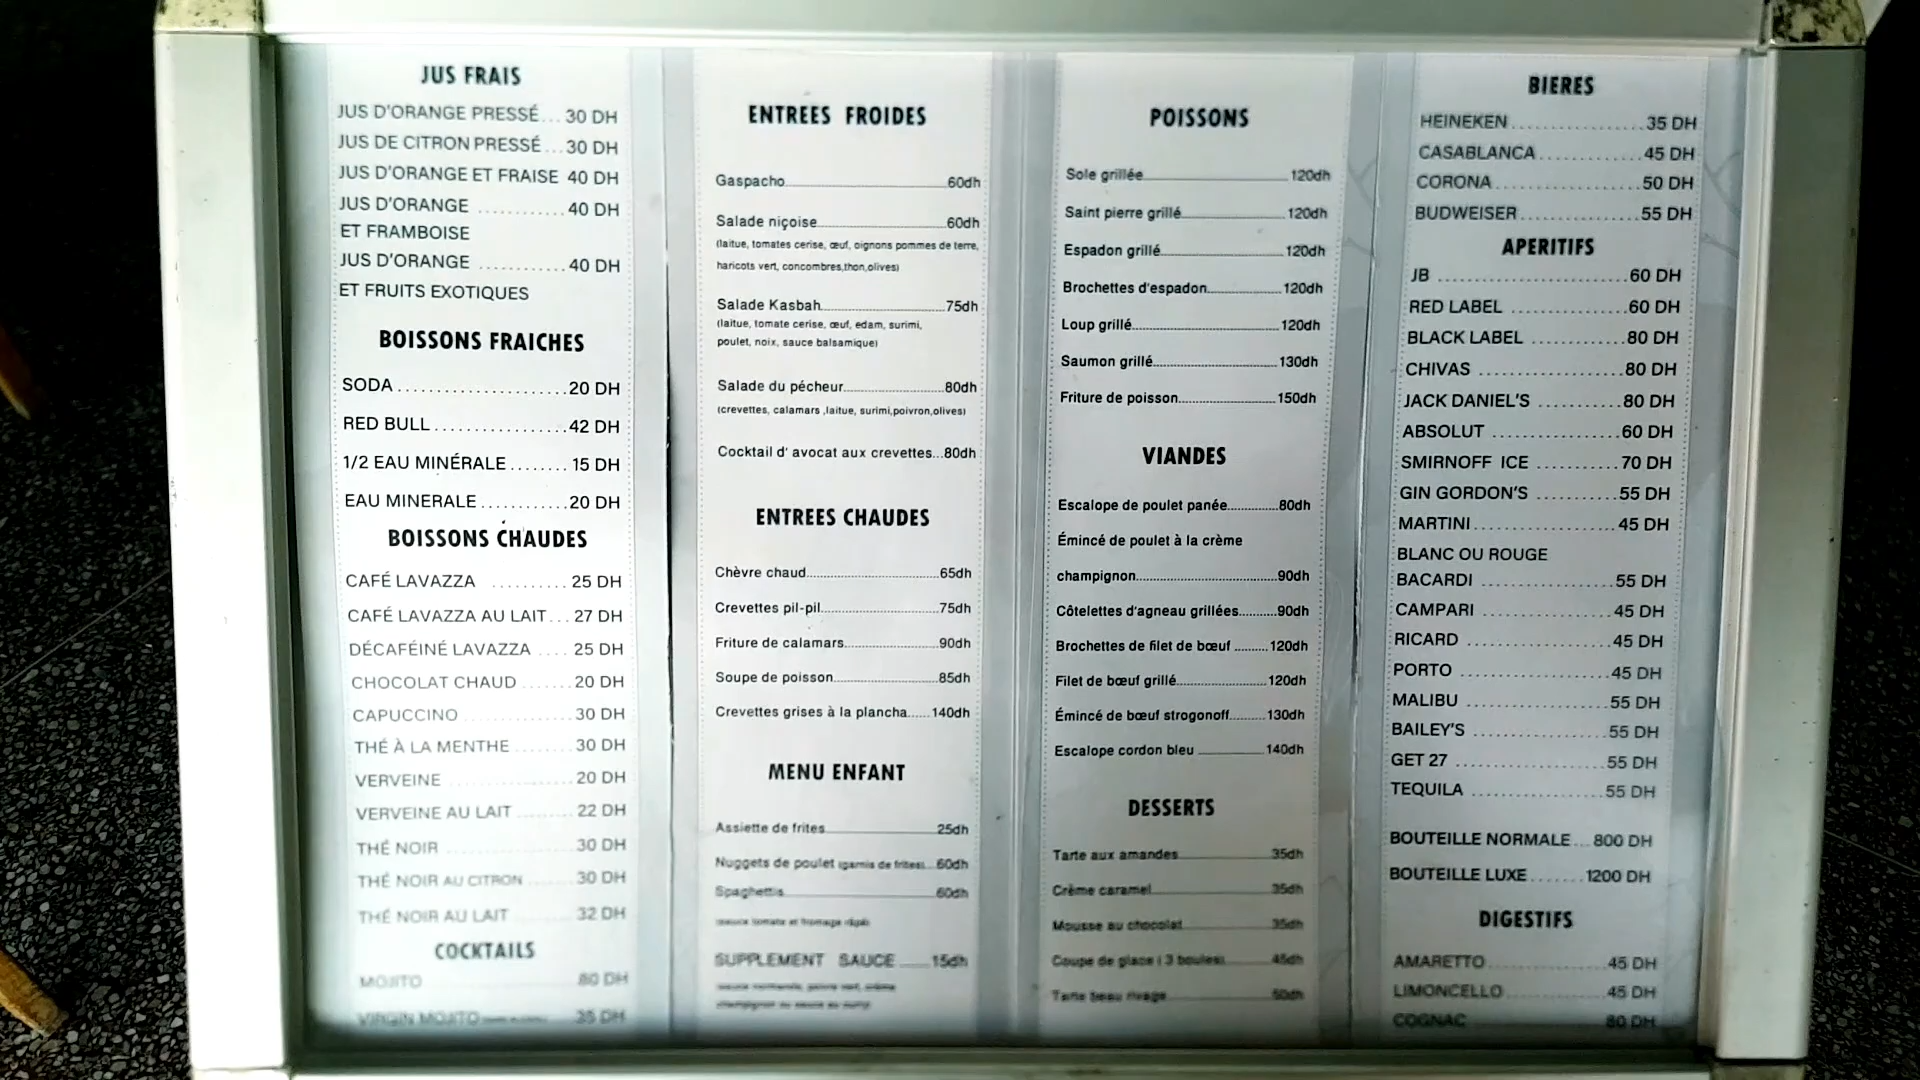 JUS FRAIS
JUS D'ORANGE PRESSÉ... 30 DH
JUS DE CITRON PRESSÉ... 30 DH
JUS D'ORANGE ET FRAISE 40 DH
JUS D'ORANGE ............ 40 DH
ET FRAMBOISE
JUS D'ORANGE ............ 40 DH
ET FRUITS EXOTIQUES
BOISSONS FRAICHES
SODA ........................ 20 DH
RED BULL .................. 42 DH
1/2 EAU MINÉRALE ........ 15 DH
EAU MINERALE ............ 20 DH
BOISSONS CHAUDES
CAFÉ LAVAZZA .......... 25 DH
CAFÉ LAVAZZA AU LAIT... 27 DH
DÉCAFÉINÉ LAVAZZA .... 25 DH
CHOCOLAT CHAUD ....... 20 DH
CAPUCCINO ................ 30 DH
THÉ À LA MENTHE ......... 30 DH
VERVEINE .................. 20 DH
VERVEINE AU LAIT ......... 22 DH
THÉ NOIR .................. 30 DH
THÉ NOIR AU CITRON ....... 30 DH
THÉ NOIR AU LAIT ......... 32 DH
COCKTAILS
MOJITO 80 DH
VIRGIN MOJITO 35 DH
ENTREES FROIDES
Gaspacho........................60dh
Salade niçoise........................60dh
(laitue, tomates cerise, œuf, oignons pommes de terre,
haricots vert, concombres,thon,olives)
Salade Kasbah........................75dh
(laitue, tomate cerise, œuf, edam, surimi,
poulet, noix, sauce balsamique)
Salade du pécheur........................80dh
(crevettes, calamars ,laitue, surimi,poivron,olives)
Cocktail d' avocat aux crevettes...80dh
ENTREES CHAUDES
Chèvre chaud........................65dh
Crevettes pil-pil........................75dh
Friture de calamars........................90dh
Soupe de poisson........................85dh
Crevettes grises à la plancha......140dh
MENU ENFANT
Assiette de frites........................25dh
Nuggets de poulet (garnis de frites)...60dh
Spaghettis........................60dh
(sauce tomate et fromage râpé)
SUPPLEMENT SAUCE........15dh
POISSONS
Sole grillée........................120dh
Saint pierre grillé........................120dh
Espadon grillé........................120dh
Brochettes d'espadon........................120dh
Loup grillé........................120dh
Saumon grillé........................130dh
Friture de poisson........................150dh
VIANDES
Escalope de poulet panée...............80dh
Émincé de poulet à la crème
champignon........................90dh
Côtelettes d'agneau grillées..........90dh
Brochettes de filet de bœuf .........120dh
Filet de bœuf grillé........................120dh
Émincé de bœuf strogonoff.........130dh
Escalope cordon bleu ...............140dh
DESSERTS
Tarte aux amandes........................35dh
Crème caramel........................35dh
Mousse au chocolat........................35dh
Coupe de glace ( 3 boules)...............45dh
Tarte beau rivage........................50dh
BIERES
HEINEKEN .................. 35 DH
CASABLANCA .............. 45 DH
CORONA .................... 50 DH
BUDWEISER ................ 55 DH
APERITIFS
JB .......................... 60 DH
RED LABEL ................ 60 DH
BLACK LABEL ............ 80 DH
CHIVAS .................... 80 DH
JACK DANIEL'S .......... 80 DH
ABSOLUT .................. 60 DH
SMIRNOFF ICE ............ 70 DH
GIN GORDON'S ............ 55 DH
MARTINI .................... 45 DH
BLANC OU ROUGE
BACARDI .................. 55 DH
CAMPARI .................. 45 DH
RICARD .................... 45 DH
PORTO ...................... 45 DH
MALIBU .................... 55 DH
BAILEY'S .................. 55 DH
GET 27 ...................... 55 DH
TEQUILA .................... 55 DH
BOUTEILLE NORMALE... 800 DH
BOUTEILLE LUXE ....... 1200 DH
DIGESTIFS
AMARETTO ................ 45 DH
LIMONCELLO .............. 45 DH
COGNAC 80 DH